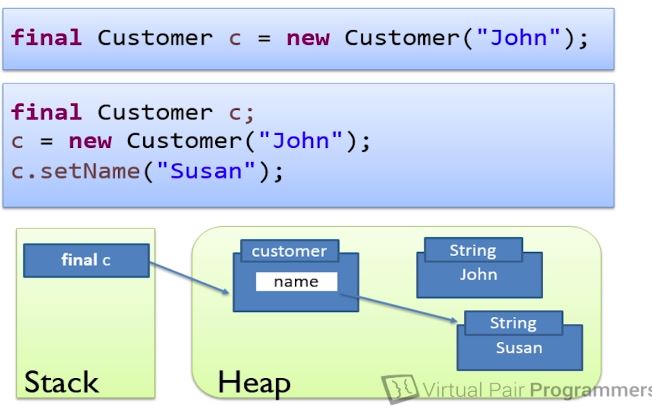 final Customer c = new Customer("John");
final Customer c;
c = new Customer("John");
c.setName("Susan");
final c
customer
name
String
John
String
Susan
Stack
Heap
Virtual Pair Programmers